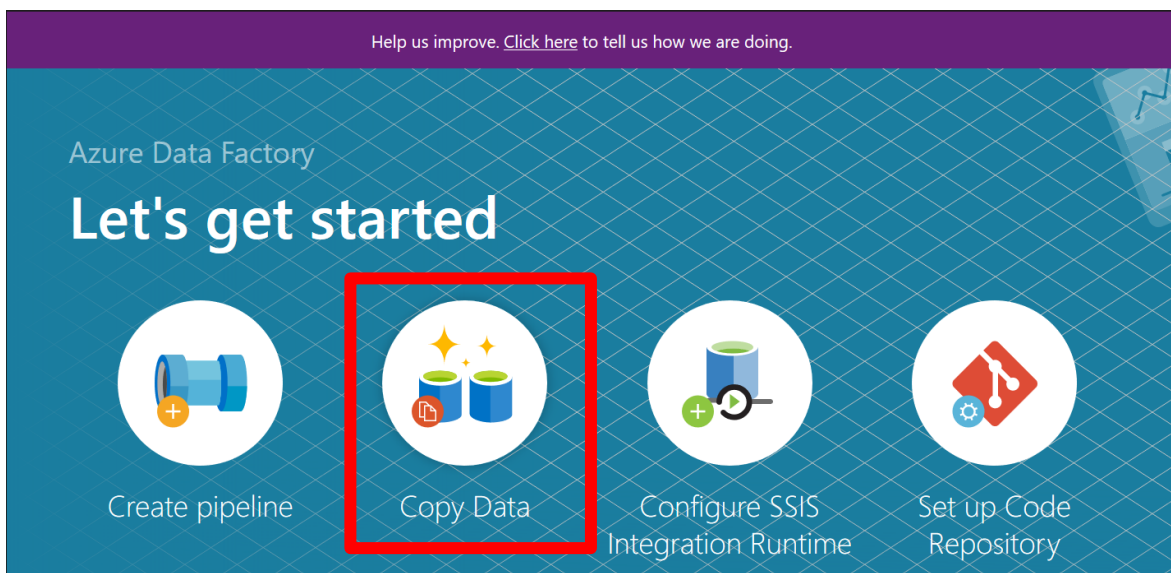 Help us improve. Click here to tell us how we are doing.
Azure Data Factory
Let's get started
Create pipeline
Copy Data
Configure SSIS
Integration Runtime
Set up Code
Repository